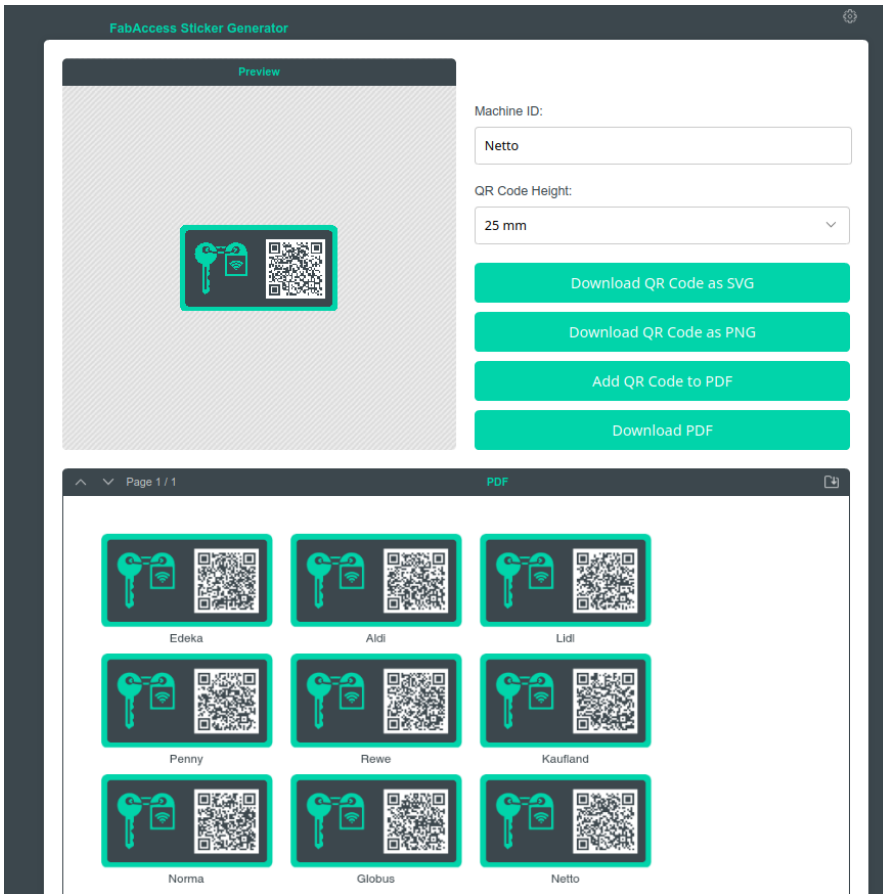 FabAccess Sticker Generator
Preview
Machine ID:
Netto
QR Code Height:
25 mm
Download QR Code as SVG
Download QR Code as PNG
Add QR Code to PDF
Download PDF
Page 1 / 1
PDF
Edeka
Aldi
Lidl
Penny
Rewe
Kaufland
Norma
Globus
Netto